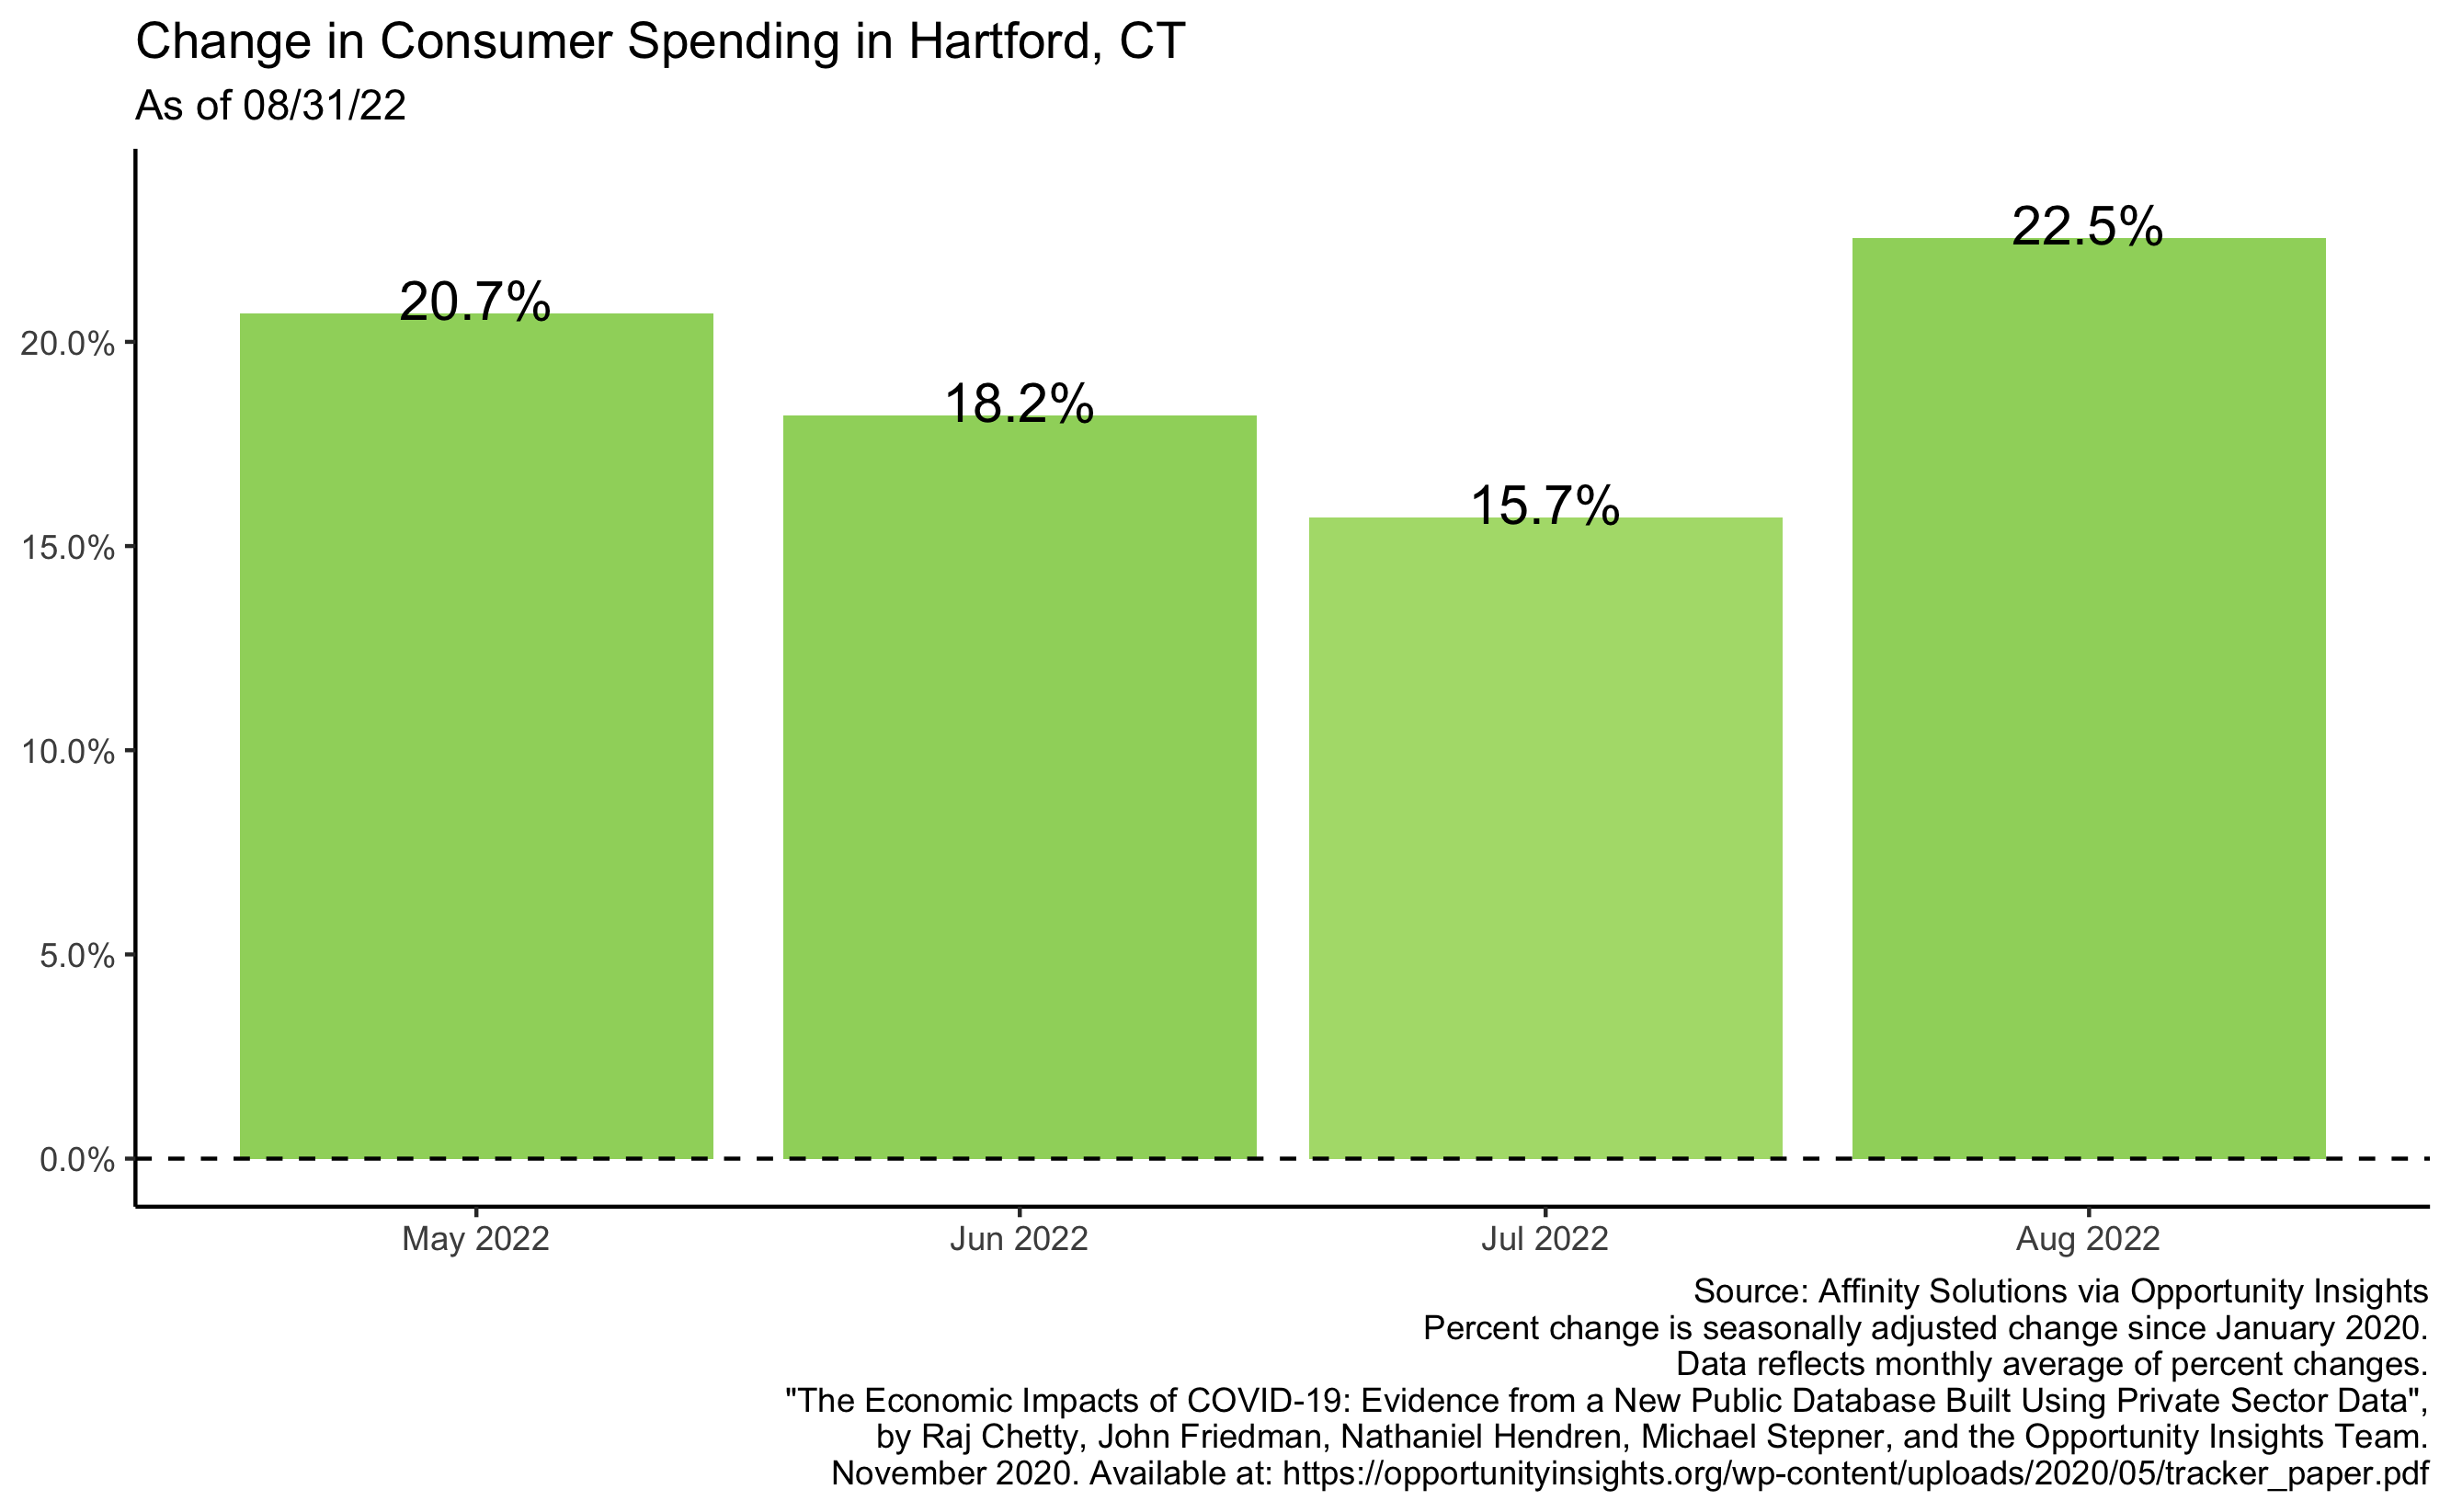 Change in Consumer Spending in Hartford, CT
As of 08/31/22
22.5%
20.7%
20.0%
18.2%
15.7%
15.0%
10.0%
5.0%
0.0%
May 2022 Jun 2022 Jul 2022 Aug 2022
Source: Affinity Solutions via Opportunity Insights
Percent change is seasonally adjusted change since January 2020.
Data reflects monthly average of percent changes.
"The Economic Impacts of COVID-19: Evidence from a New Public Database Built Using Private Sector Data",
by Raj Chetty, John Friedman, Nathaniel Hendren, Michael Stepner, and the Opportunity Insights Team.
November 2020. Available at: https://opportunityinsights.org/wp-content/uploads/2020/05/tracker_paper.pdf